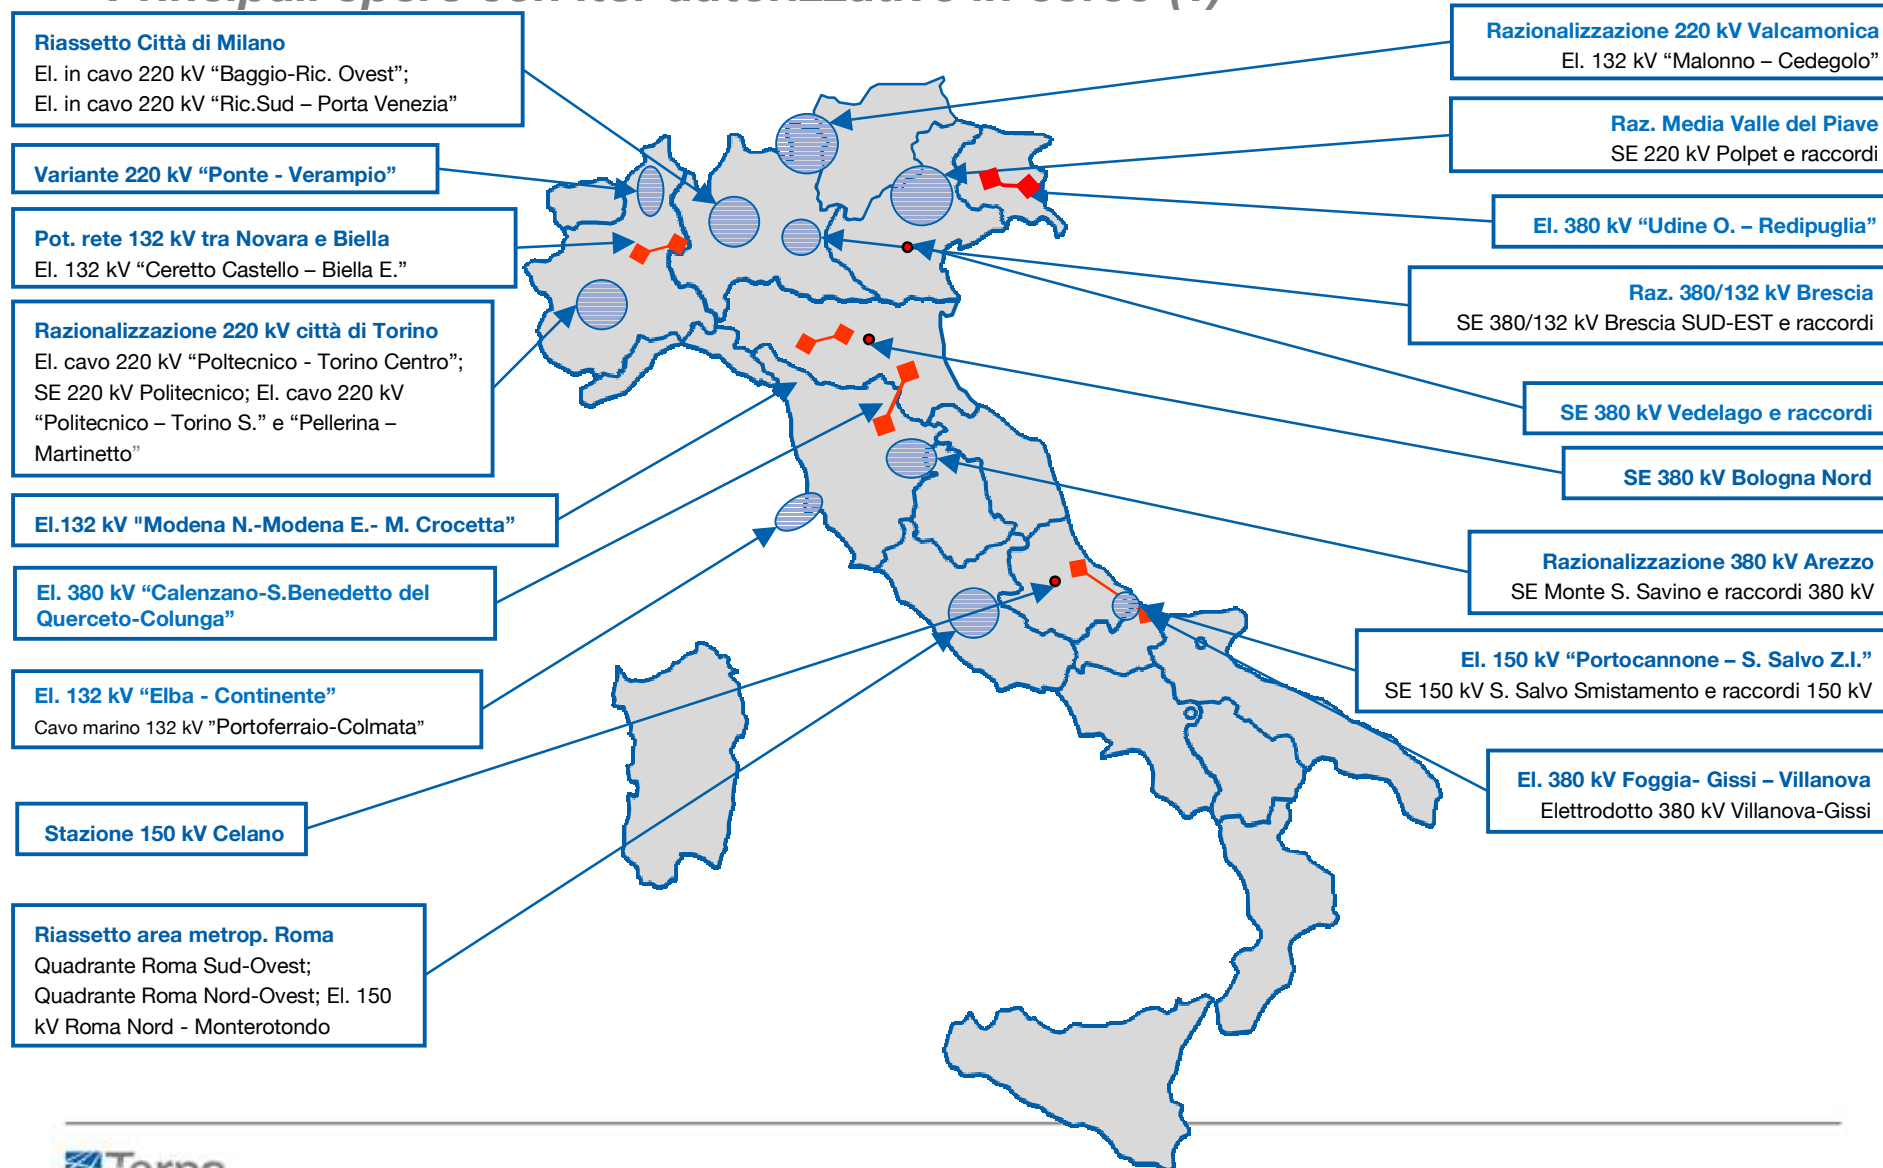 Principali opere con iter autorizzativo in corso (1)
Riassetto Città di Milano
El. in cavo 220 kV “Baggio-Ric. Ovest”;
El. in cavo 220 kV “Ric.Sud – Porta Venezia”
Variante 220 kV “Ponte - Verampio”
Pot. rete 132 kV tra Novara e Biella
El. 132 kV “Ceretto Castello – Biella E.”
Razionalizzazione 220 kV città di Torino
El. cavo 220 kV “Poltecnico - Torino Centro”;
SE 220 kV Politecnico; El. cavo 220 kV
“Politecnico – Torino S.” e “Pellerina –
Martinetto”
El.132 kV "Modena N.-Modena E.- M. Crocetta”
El. 380 kV “Calenzano-S.Benedetto del
Querceto-Colunga”
El. 132 kV “Elba - Continente”
Cavo marino 132 kV ”Portoferraio-Colmata”
Stazione 150 kV Celano
Riassetto area metrop. Roma
Quadrante Roma Sud-Ovest;
Quadrante Roma Nord-Ovest; El. 150
kV Roma Nord - Monterotondo
Razionalizzazione 220 kV Valcamonica
El. 132 kV “Malonno – Cedegolo”
Raz. Media Valle del Piave
SE 220 kV Polpet e raccordi
El. 380 kV “Udine O. – Redipuglia”
Raz. 380/132 kV Brescia
SE 380/132 kV Brescia SUD-EST e raccordi
SE 380 kV Vedelago e raccordi
SE 380 kV Bologna Nord
Razionalizzazione 380 kV Arezzo
SE Monte S. Savino e raccordi 380 kV
El. 150 kV “Portocannone – S. Salvo Z.I.”
SE 150 kV S. Salvo Smistamento e raccordi 150 kV
El. 380 kV Foggia- Gissi – Villanova
Elettrodotto 380 kV Villanova-Gissi
Terna